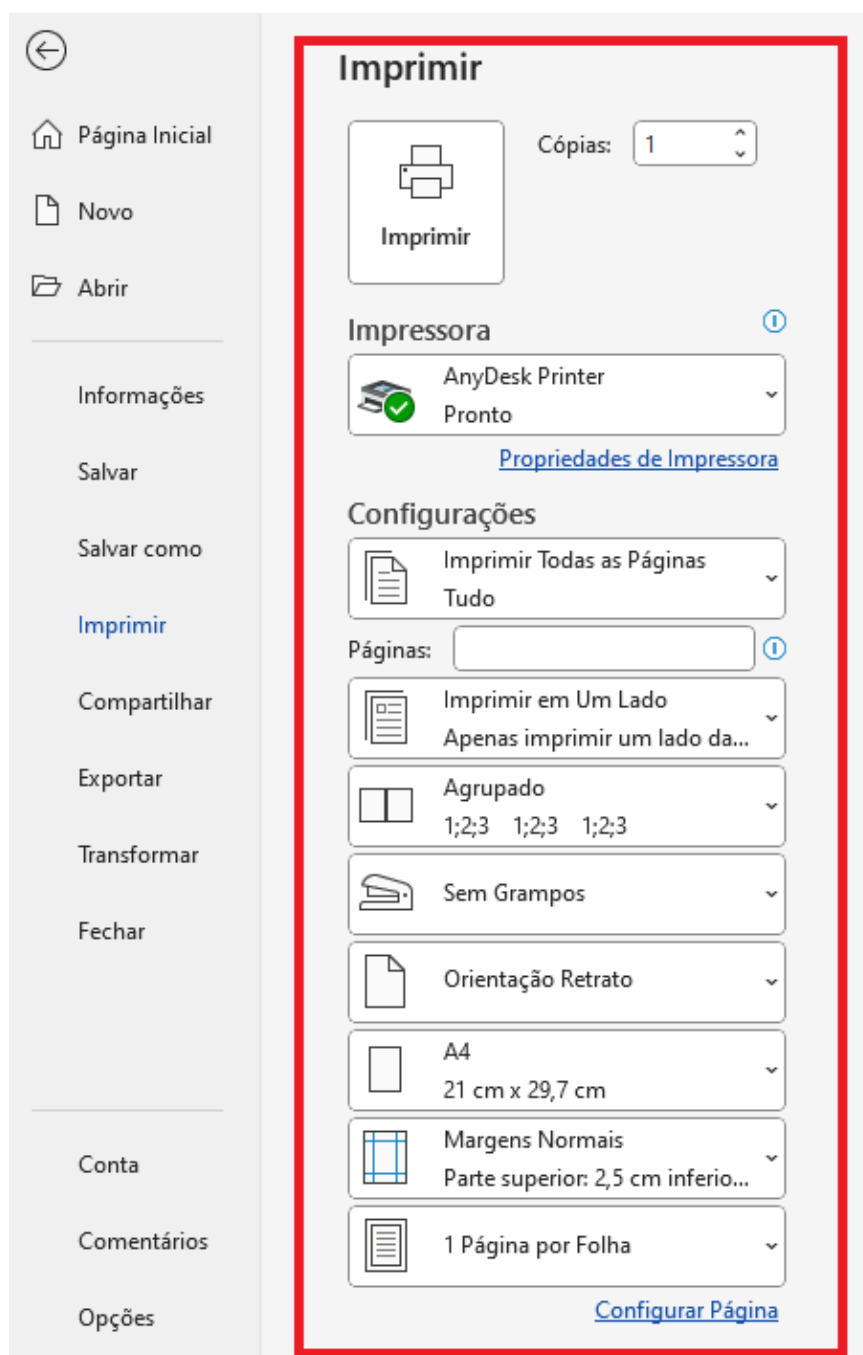 Página Inicial
Novo
Abrir
Informações
Salvar
Salvar como
Imprimir
Compartilhar
Exportar
Transformar
Fechar
Conta
Comentários
Opções
Imprimir
Imprimir
Cópias: 1
Impressora
AnyDesk Printer
Pronto
Propriedades de Impressora
Configurações
Imprimir Todas as Páginas
Tudo
Páginas:
Imprimir em Um Lado
Apenas imprimir um lado da...
Agrupado
1;2;3 1;2;3 1;2;3
Sem Grampos
Orientação Retrato
A4
21 cm x 29,7 cm
Margens Normais
Parte superior: 2,5 cm inferio...
1 Página por Folha
Configurar Página